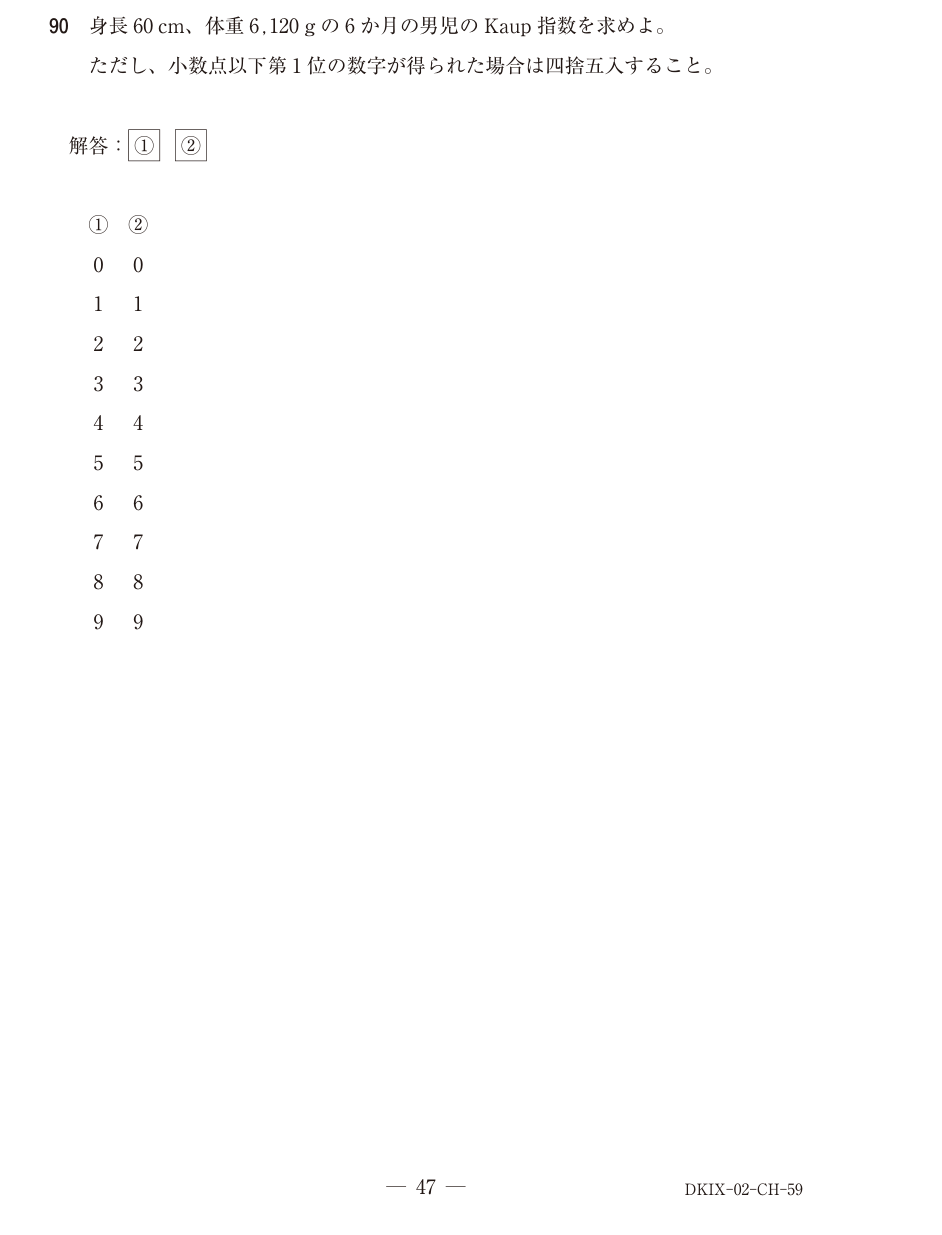 90 身長 60 cm、体重 6,120 g の 6 か月の男児の Kaup 指数を求めよ。
ただし、小数点以下第 1 位の数字が得られた場合は四捨五入すること。
解答：① ②
① ②
0 0
1 1
2 2
3 3
4 4
5 5
6 6
7 7
8 8
9 9
— 47 —
DKIX-02-CH-59